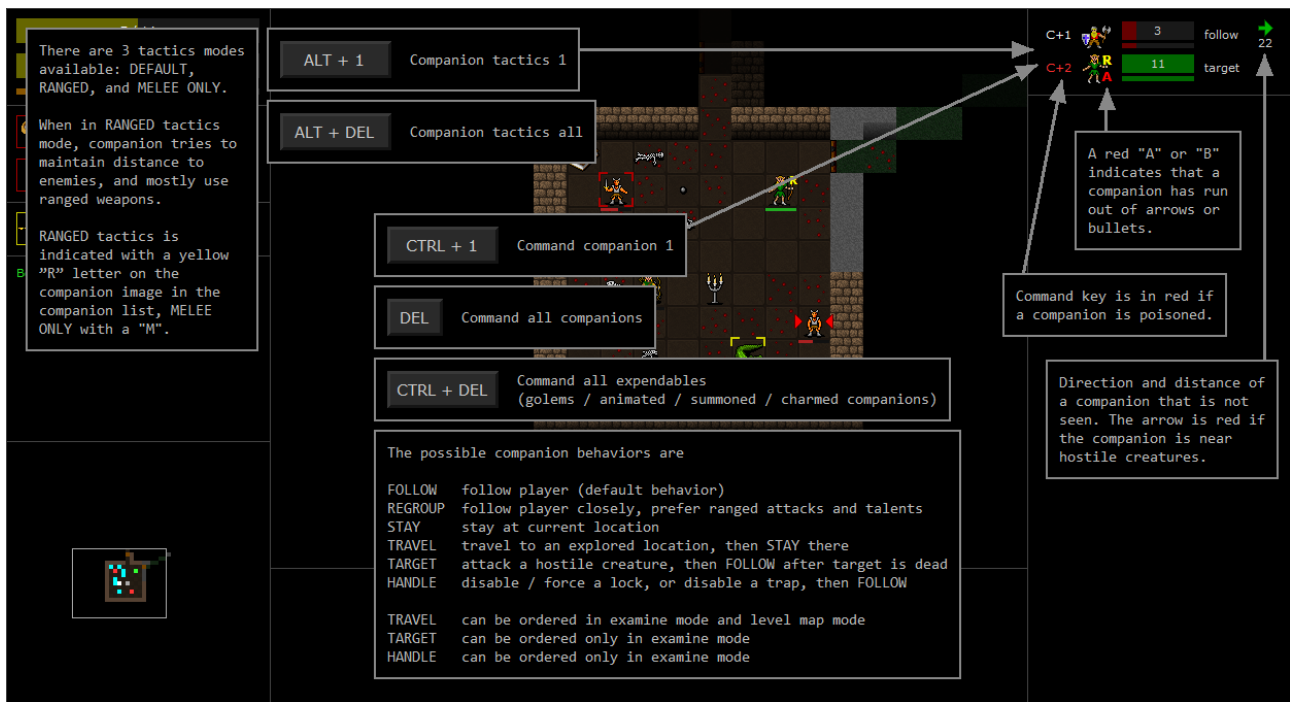 There are 3 tactics modes
available: DEFAULT,
RANGED, and MELEE ONLY.
When in RANGED tactics
mode, companion tries to
maintain distance to
enemies, and mostly use
ranged weapons.
RANGED tactics is
indicated with a yellow
”R” letter on the
companion image in the
companion list, MELEE
ONLY with a "M".
ALT + 1 Companion tactics 1
ALT + DEL Companion tactics all
CTRL + 1 Command companion 1
DEL Command all companions
CTRL + DEL Command all expendables
(golems / animated / summoned / charmed companions)
The possible companion behaviors are
FOLLOW follow player (default behavior)
REGROUP follow player closely, prefer ranged attacks and talents
STAY stay at current location
TRAVEL travel to an explored location, then STAY there
TARGET attack a hostile creature, then FOLLOW after target is dead
HANDLE disable / force a lock, or disable a trap, then FOLLOW
TRAVEL can be ordered in examine mode and level map mode
TARGET can be ordered only in examine mode
HANDLE can be ordered only in examine mode
R
C+1 3 follow 22
C+2 R A 11 target
A red "A" or "B"
indicates that a
companion has run
out of arrows or
bullets.
Command key is in red if
a companion is poisoned.
Direction and distance of
a companion that is not
seen. The arrow is red if
the companion is near
hostile creatures.